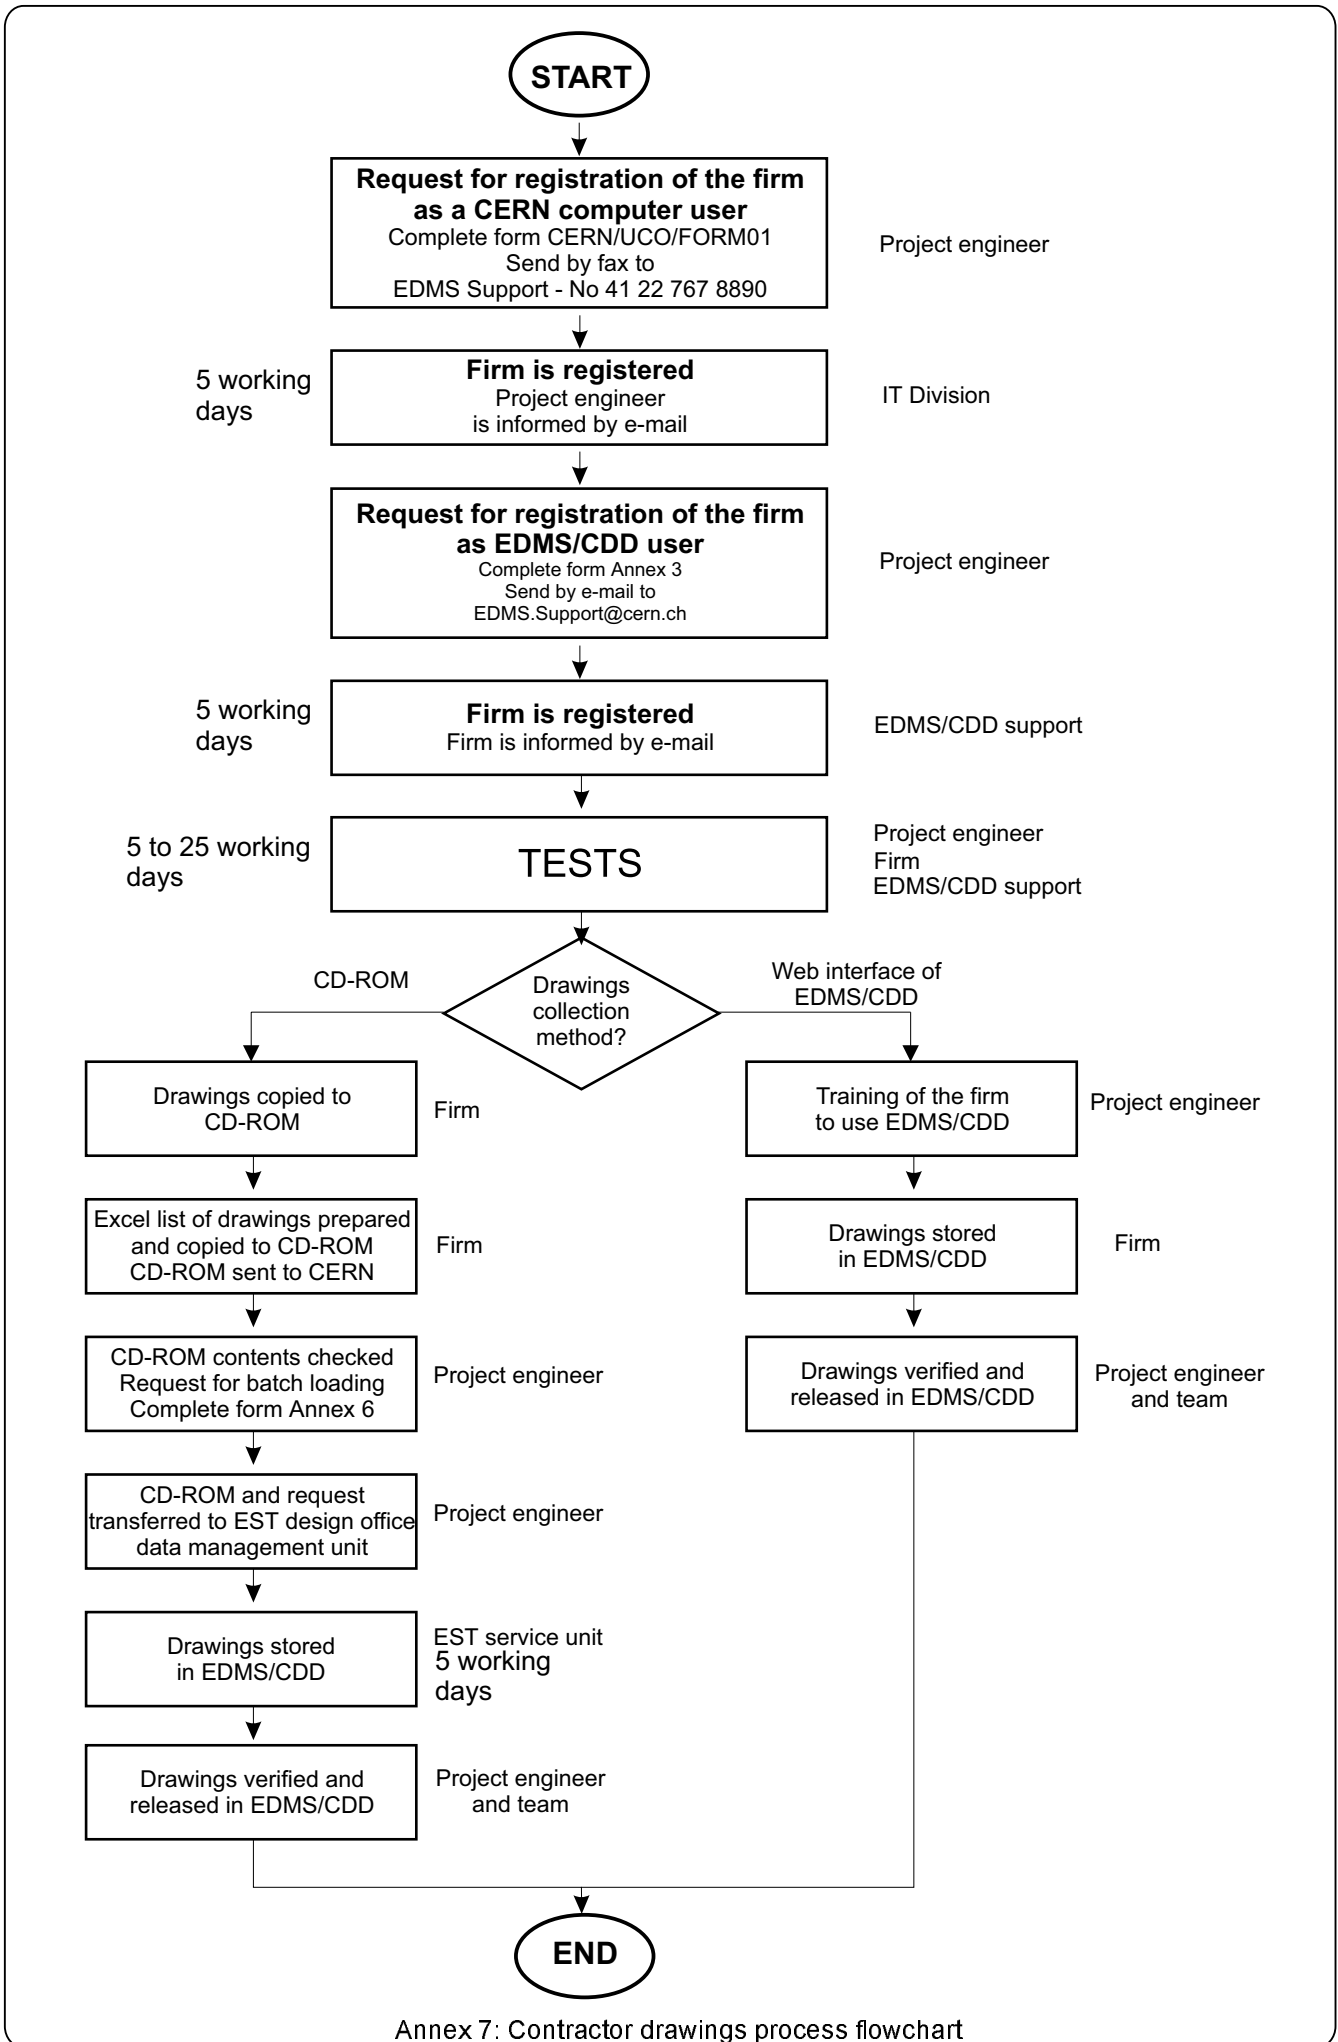 START
Request for registration of the firm
as a CERN computer user
Complete form CERN/UCO/FORM01
Send by fax to
EDMS Support - No 41 22 767 8890
Project engineer
5 working
days
Firm is registered
Project engineer
is informed by e-mail
IT Division
Request for registration of the firm
as EDMS/CDD user
Complete form Annex 3
Send by e-mail to
EDMS.Support@cern.ch
Project engineer
5 working
days
Firm is registered
Firm is informed by e-mail
EDMS/CDD support
5 to 25 working
days
TESTS
Project engineer
Firm
EDMS/CDD support
Drawings
collection
method?
CD-ROM
Web interface of
EDMS/CDD
Drawings copied to
CD-ROM
Firm
Excel list of drawings prepared
and copied to CD-ROM
CD-ROM sent to CERN
Firm
CD-ROM contents checked
Request for batch loading
Complete form Annex 6
Project engineer
CD-ROM and request
transferred to EST design office
data management unit
Project engineer
Drawings stored
in EDMS/CDD
EST service unit
5 working
days
Drawings verified and
released in EDMS/CDD
Project engineer
and team
Training of the firm
to use EDMS/CDD
Project engineer
Drawings stored
in EDMS/CDD
Firm
Drawings verified and
released in EDMS/CDD
Project engineer
and team
END
Annex 7: Contractor drawings process flowchart